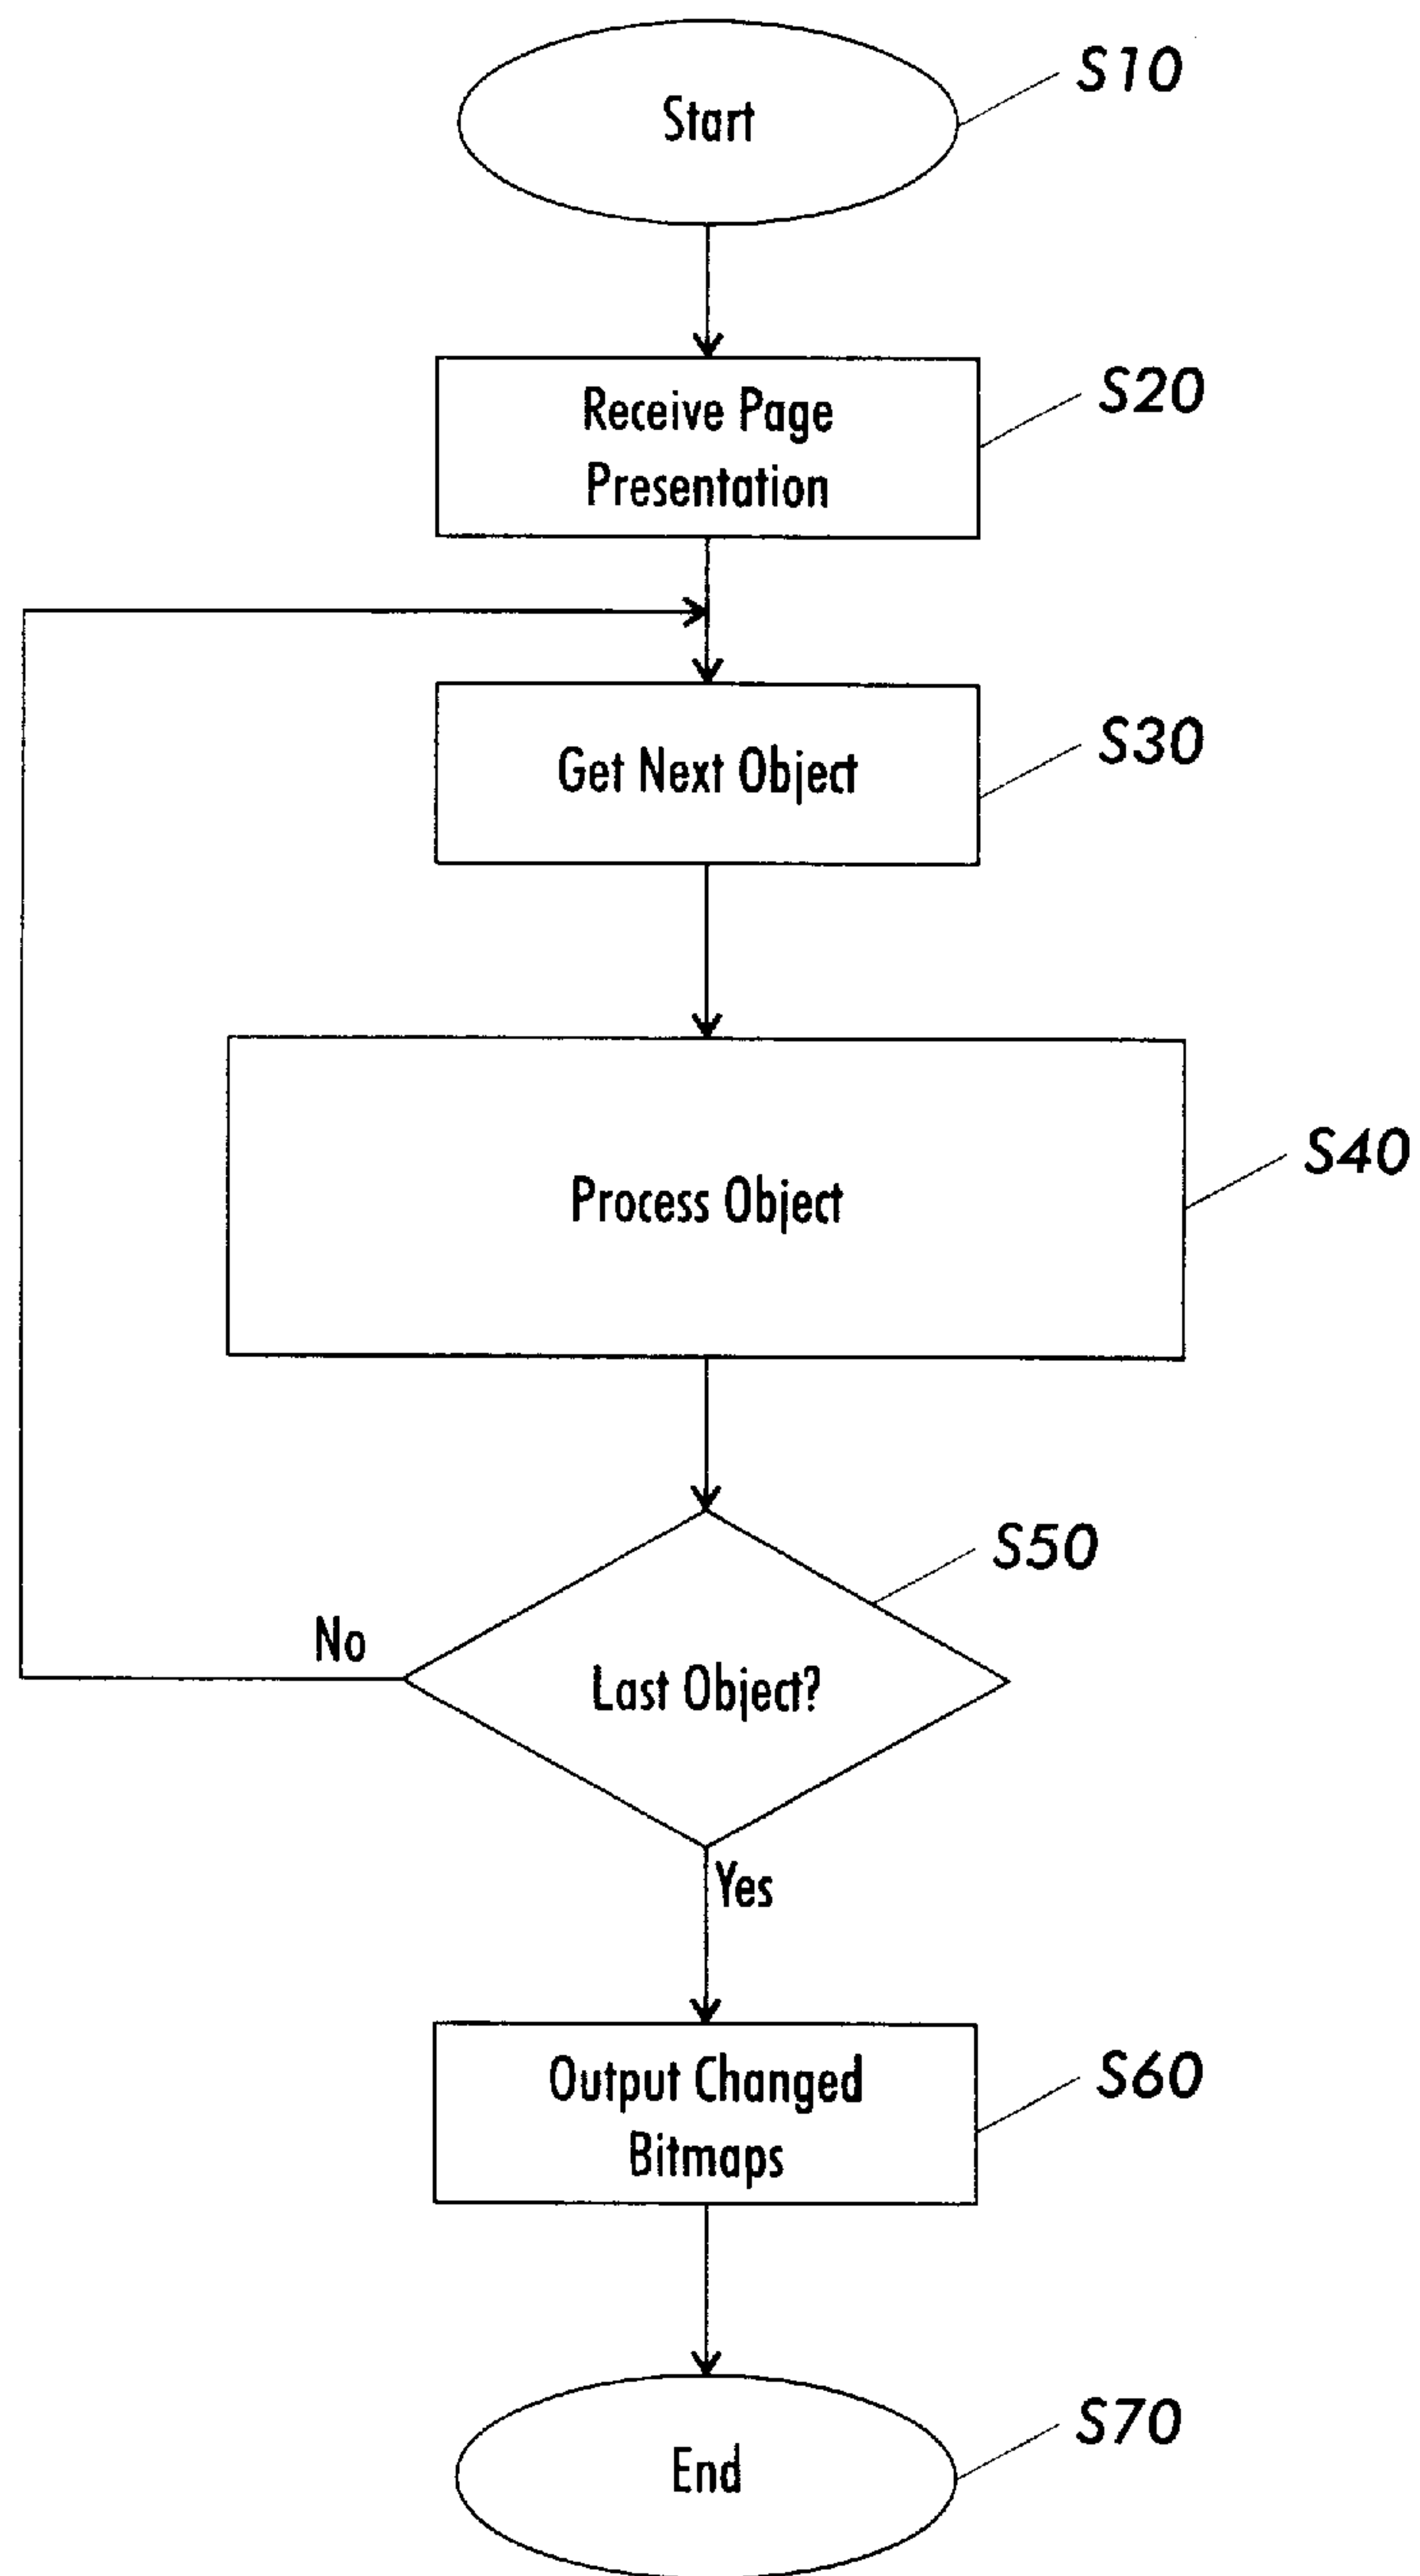 Start
S10
Receive Page
Presentation
S20
Get Next Object
S30
Process Object
S40
S50
Last Object?
No
Yes
Output Changed
Bitmaps
S60
End
S70